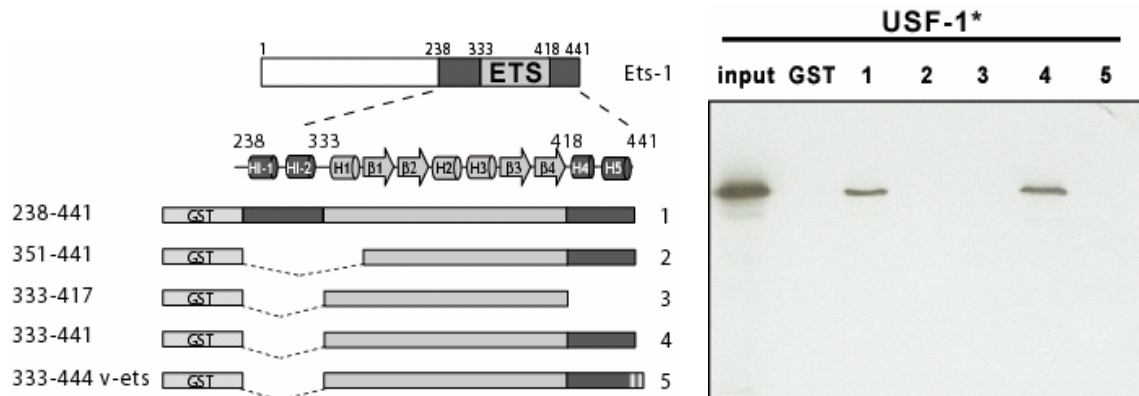 1 238 333 418 441
ETS
Ets-1
238 333 418 441
HI-1 HI-2 H1 β1 β2 H2 H3 β3 β4 H4 H5
238-441 GST 1
351-441 GST 2
333-417 GST 3
333-441 GST 4
333-444 v-ets GST 5
USF-1*
input GST 1 2 3 4 5